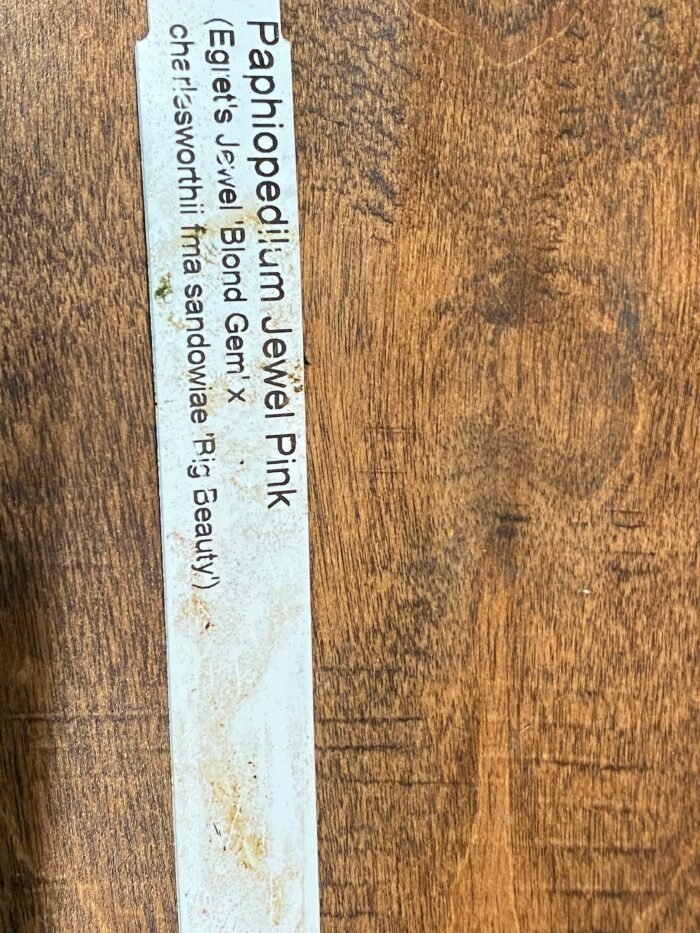 Paphiopedilum Jewel Pink
(Egret's Jewel 'Blond Gem' x
charlesworthii fma sandowiae 'Big Beauty')